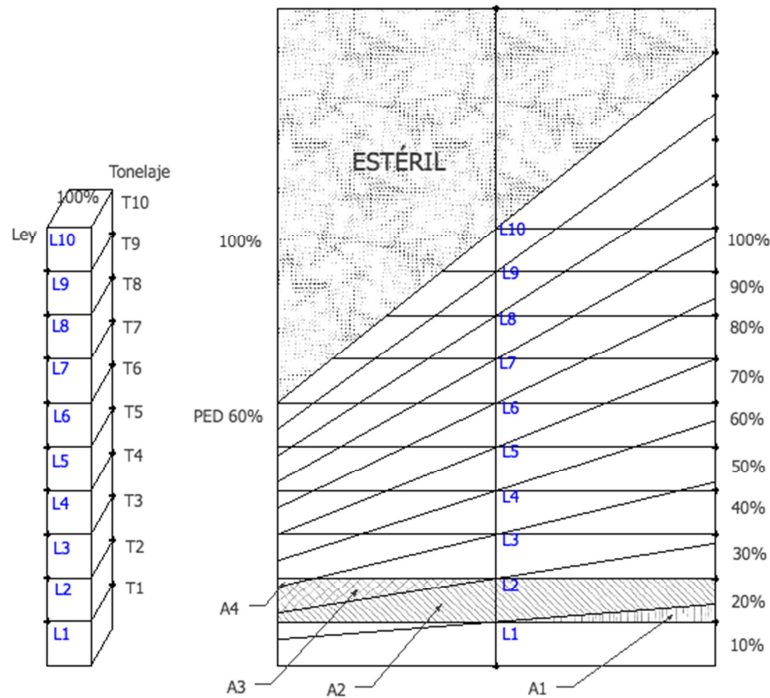 Tonelaje
100%
T10
Ley
L10
T9
L9
T8
L8
T7
L7
T6
L6
T5
L5
T4
L4
T3
L3
T2
L2
T1
L1
ESTÉRIL
100%
PED 60%
L10
L9
L8
L7
L6
L5
L4
L3
L2
L1
100%
90%
80%
70%
60%
50%
40%
30%
20%
10%
A4
A3
A2
A1